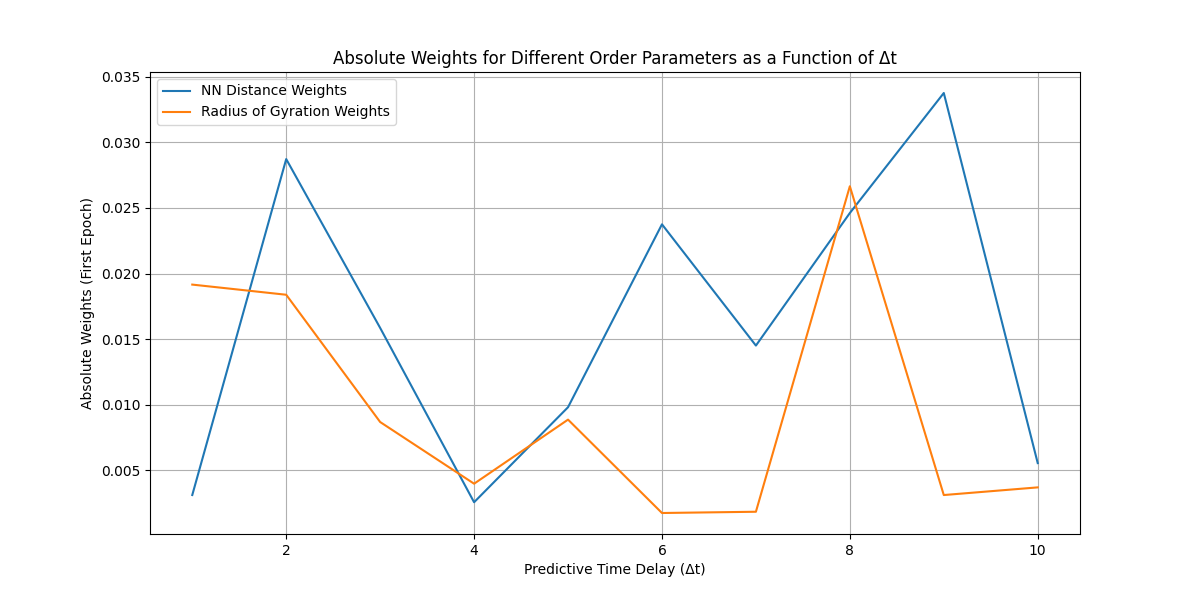 Absolute Weights for Different Order Parameters as a Function of Δt
NN Distance Weights
Radius of Gyration Weights
Absolute Weights (First Epoch)
0.035
0.030
0.025
0.020
0.015
0.010
0.005
2 4 6 8 10
Predictive Time Delay (Δt)